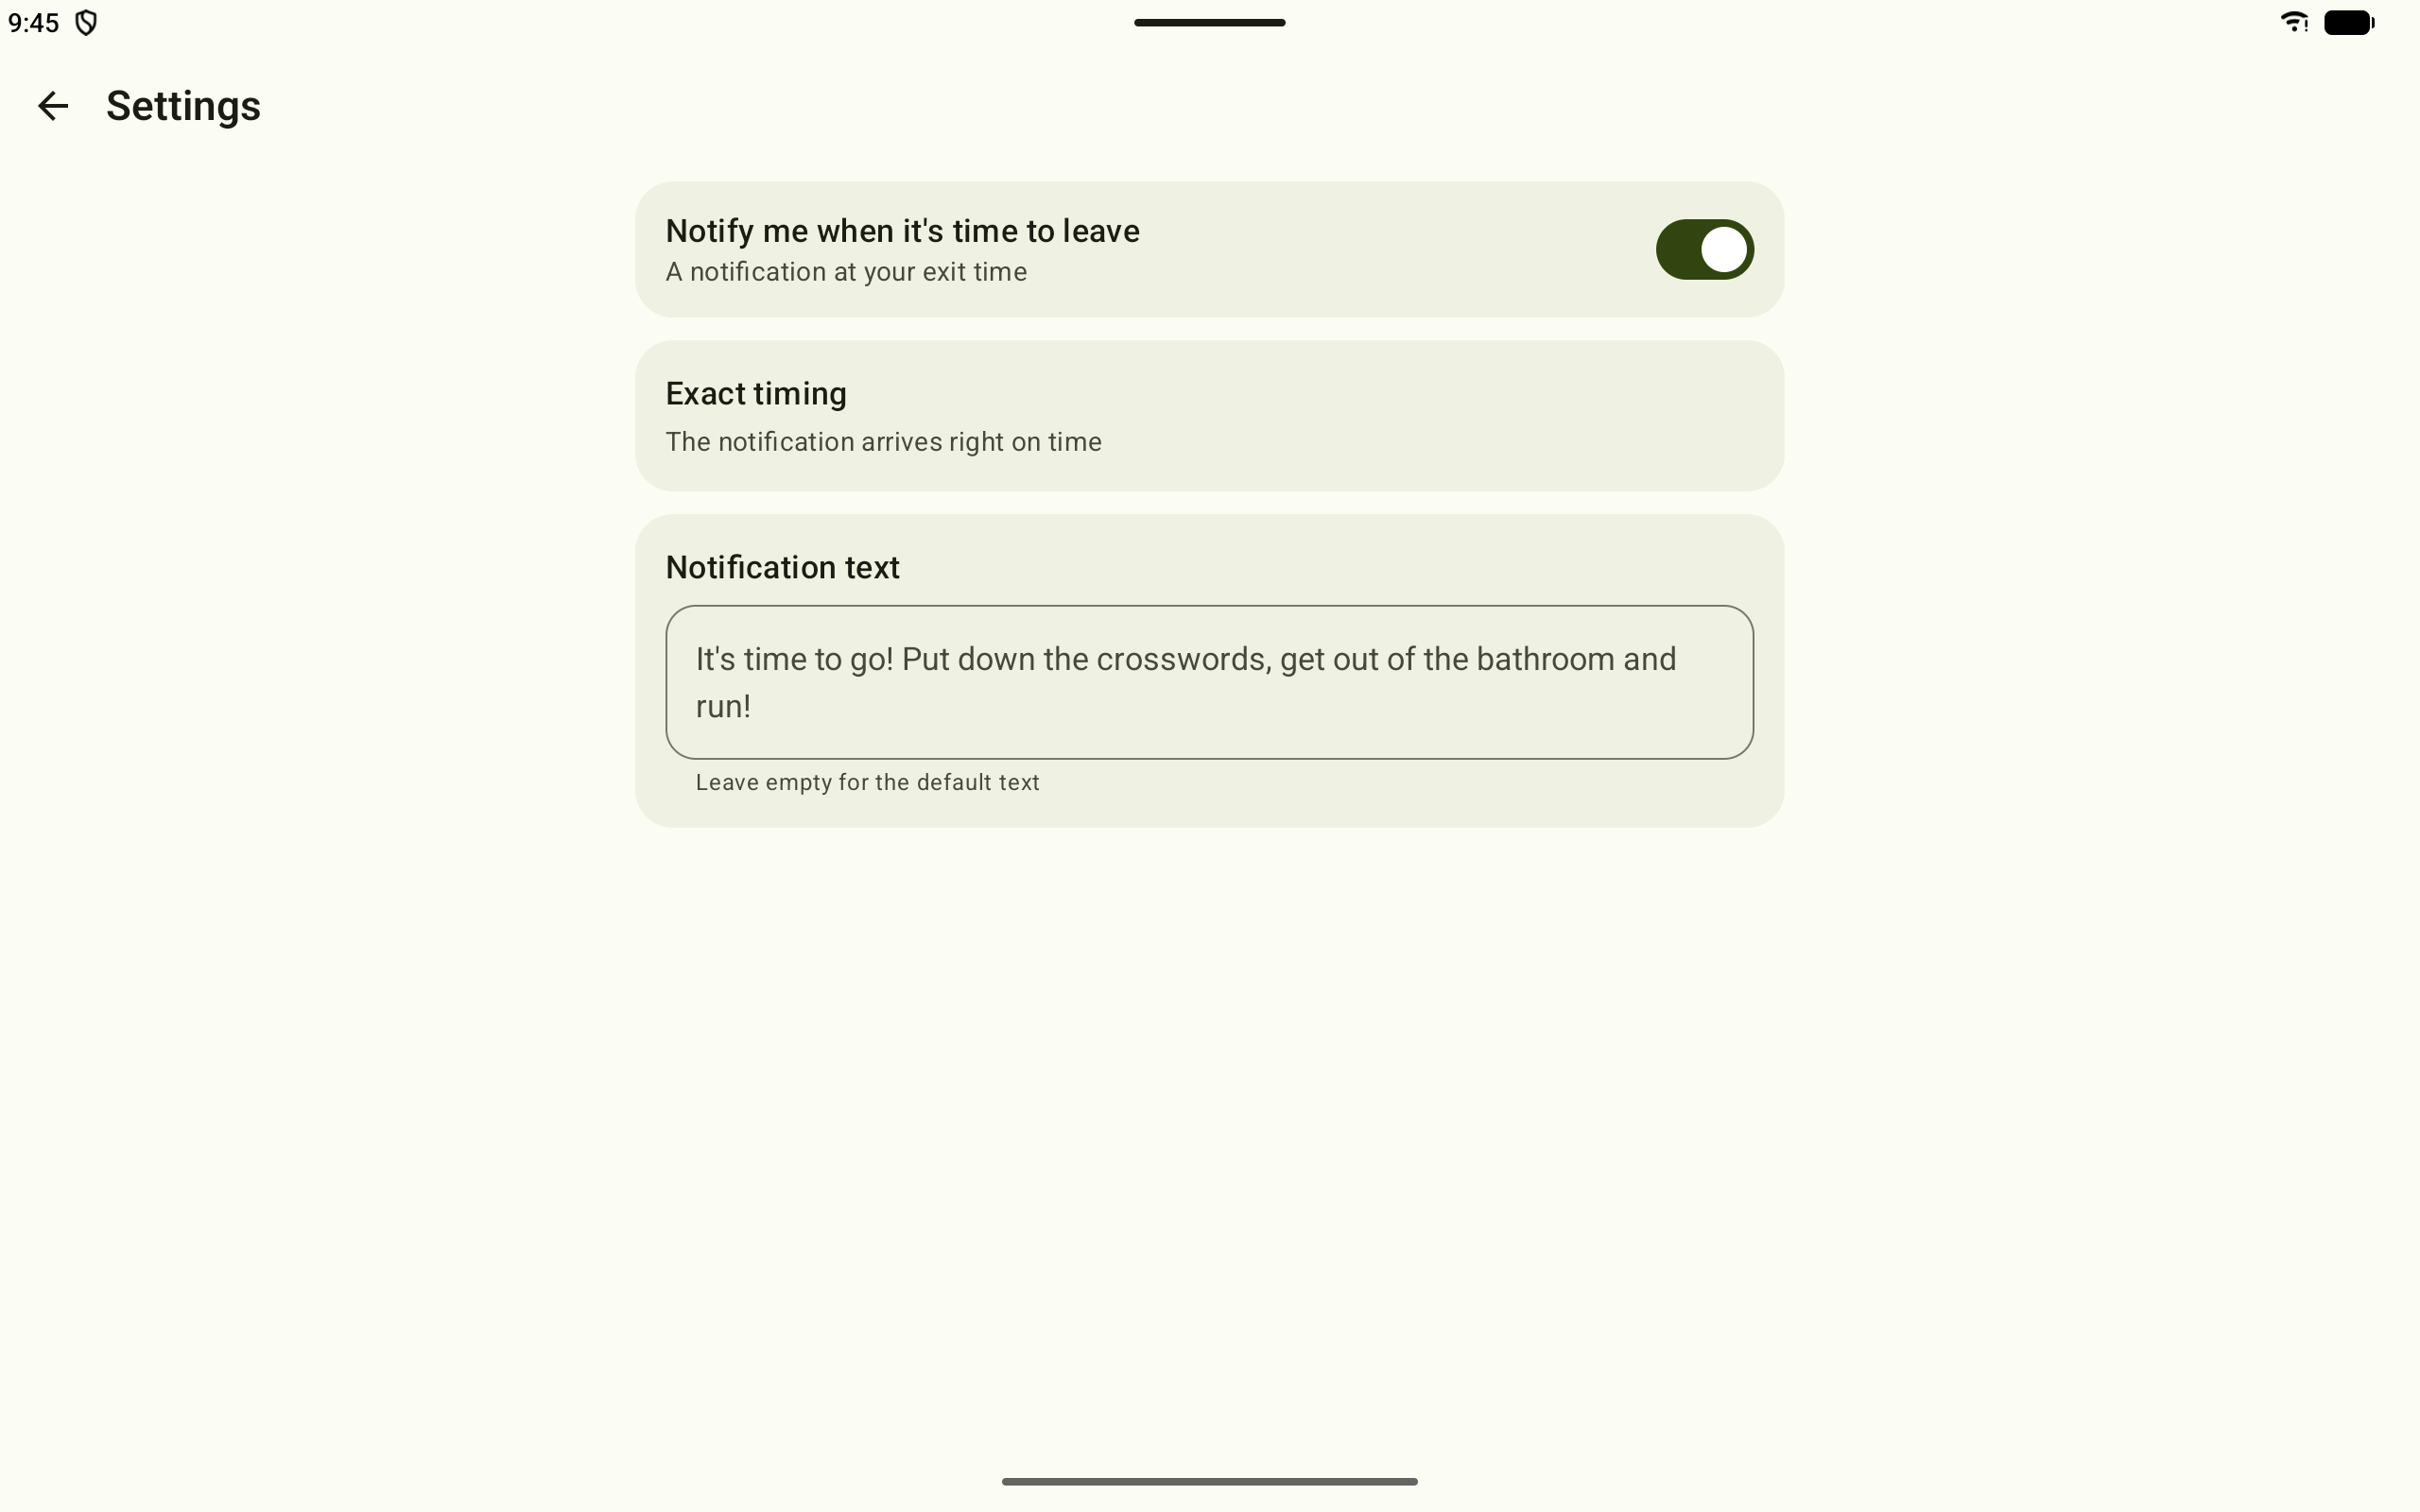 9:45
Settings
Notify me when it's time to leave
A notification at your exit time
Exact timing
The notification arrives right on time
Notification text
It's time to go! Put down the crosswords, get out of the bathroom and
run!
Leave empty for the default text